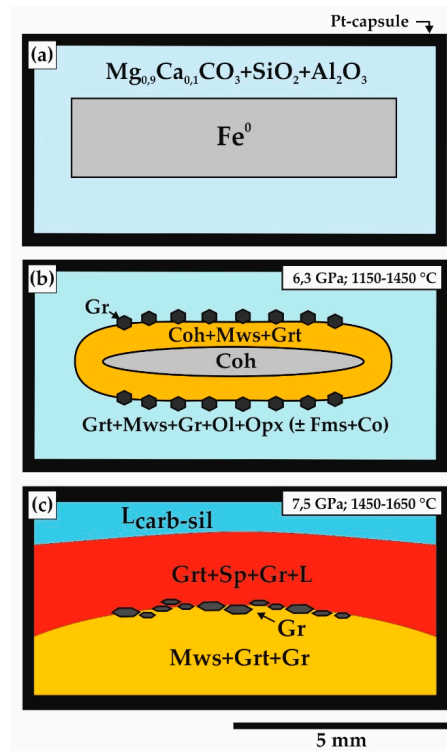 Pt-capsule
(a)
Mg0,9Ca0,1CO3+SiO2+Al2O3
Fe⁰
(b)
6,3 GPa; 1150-1450 °C
Gr
Coh+Mws+Grt
Coh
Grt+Mws+Gr+Ol+Opx (± Fms+Co)
(c)
7,5 GPa; 1450-1650 °C
Lcarb-sil
Grt+Sp+Gr+L
Gr
Mws+Grt+Gr
5 mm